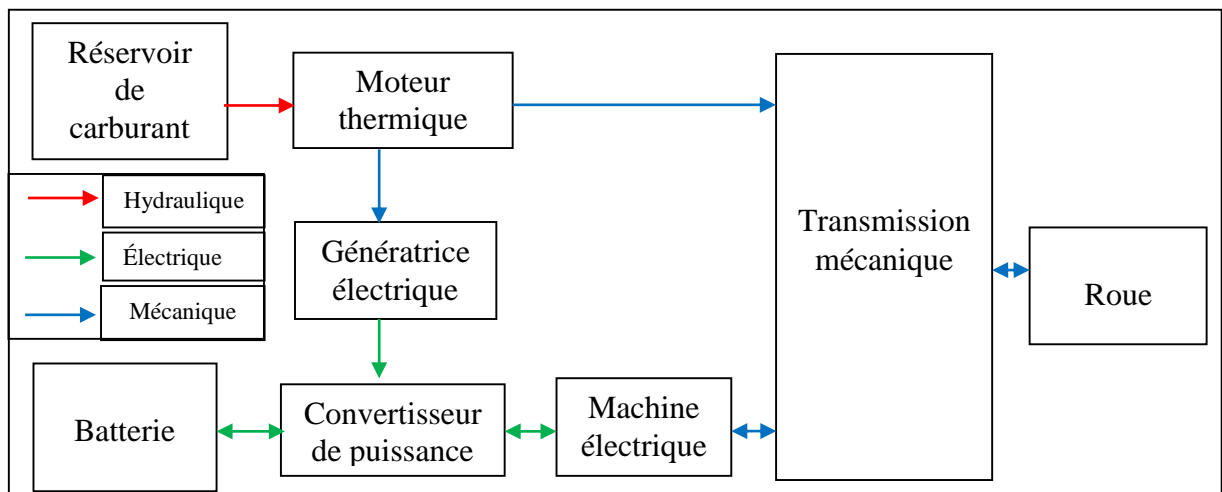 Réservoir
de
carburant
Moteur
thermique
Transmission
mécanique
Hydraulique
Électrique
Mécanique
Génératrice
électrique
Roue
Batterie
Convertisseur
de puissance
Machine
électrique